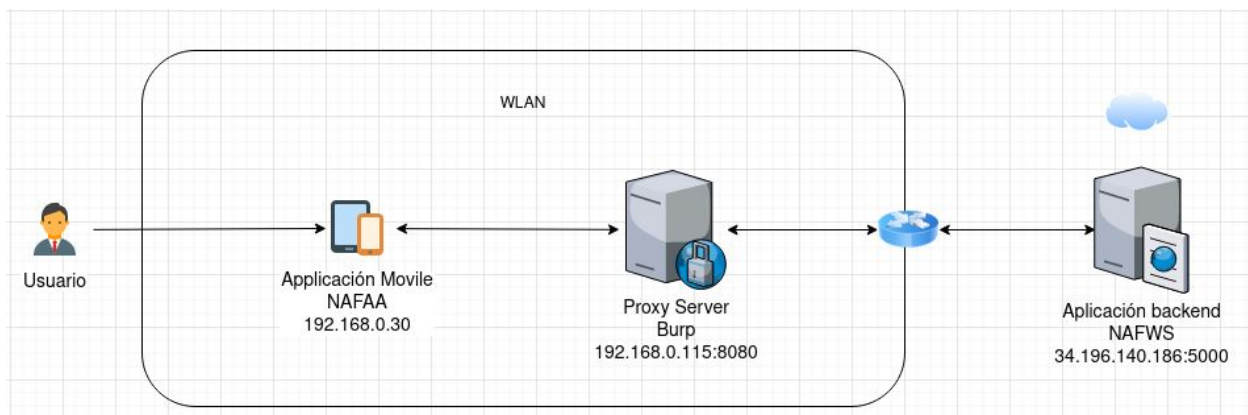 WLAN
Usuario
Applicación Movile
NAFAA
192.168.0.30
Proxy Server
Burp
192.168.0.115:8080
Aplicación backend
NAFWS
34.196.140.186:5000